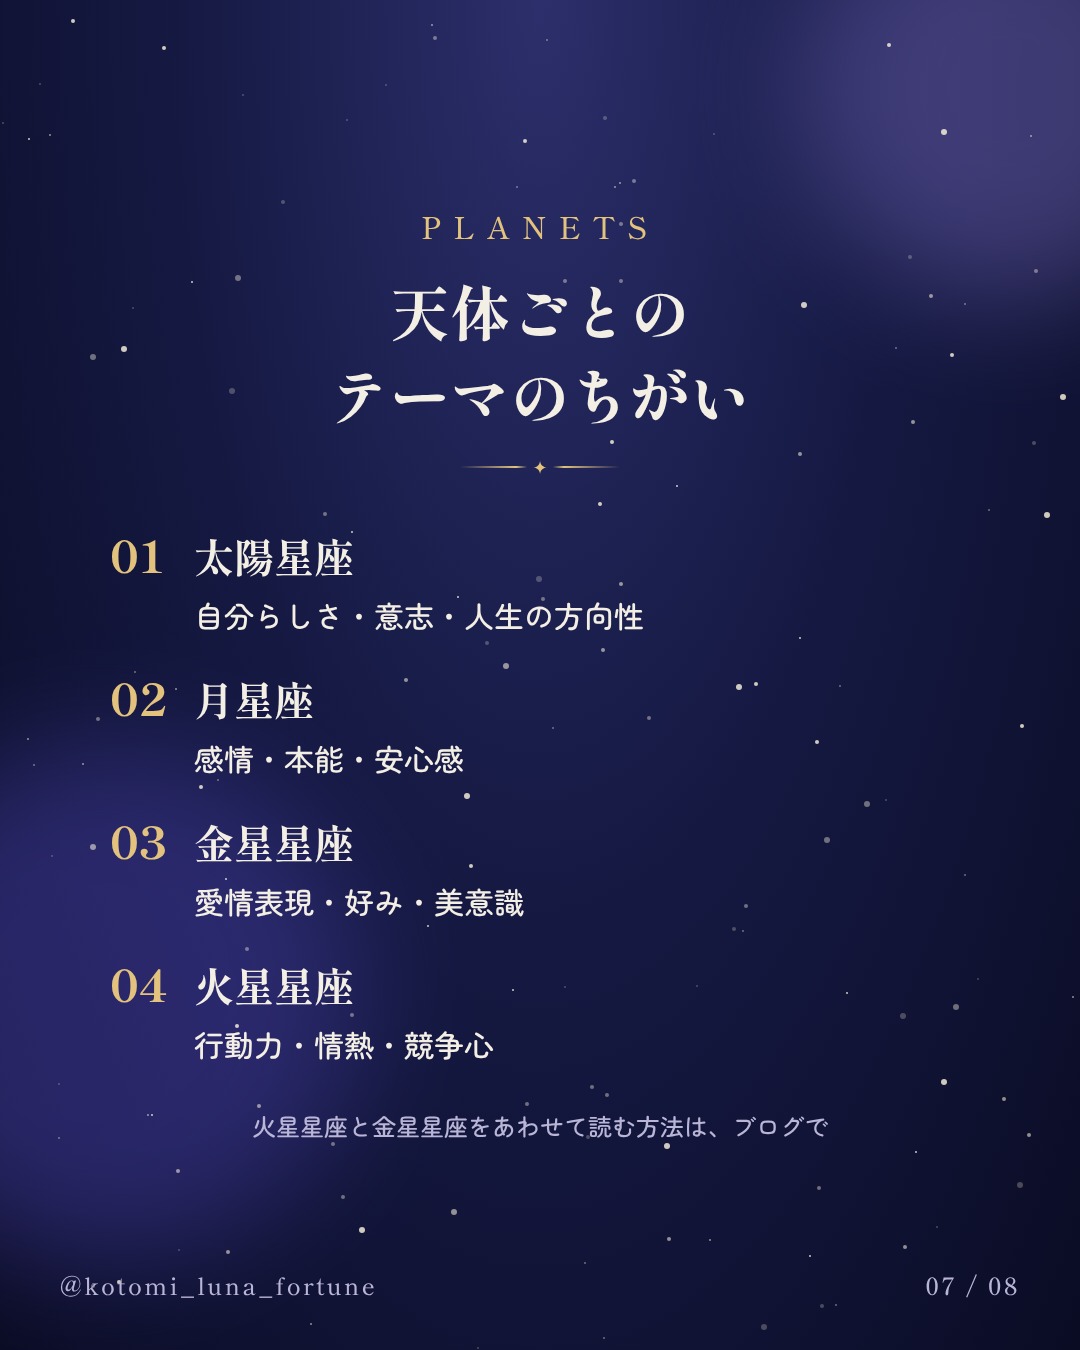 PLANETS
天体ごとの
テーマのちがい
01 太陽星座
自分らしさ・意志・人生の方向性
02 月星座
感情・本能・安心感
03 金星星座
愛情表現・好み・美意識
04 火星星座
行動力・情熱・競争心
火星星座と金星星座をあわせて読む方法は、ブログで
@kotomi_luna_fortune
07 / 08